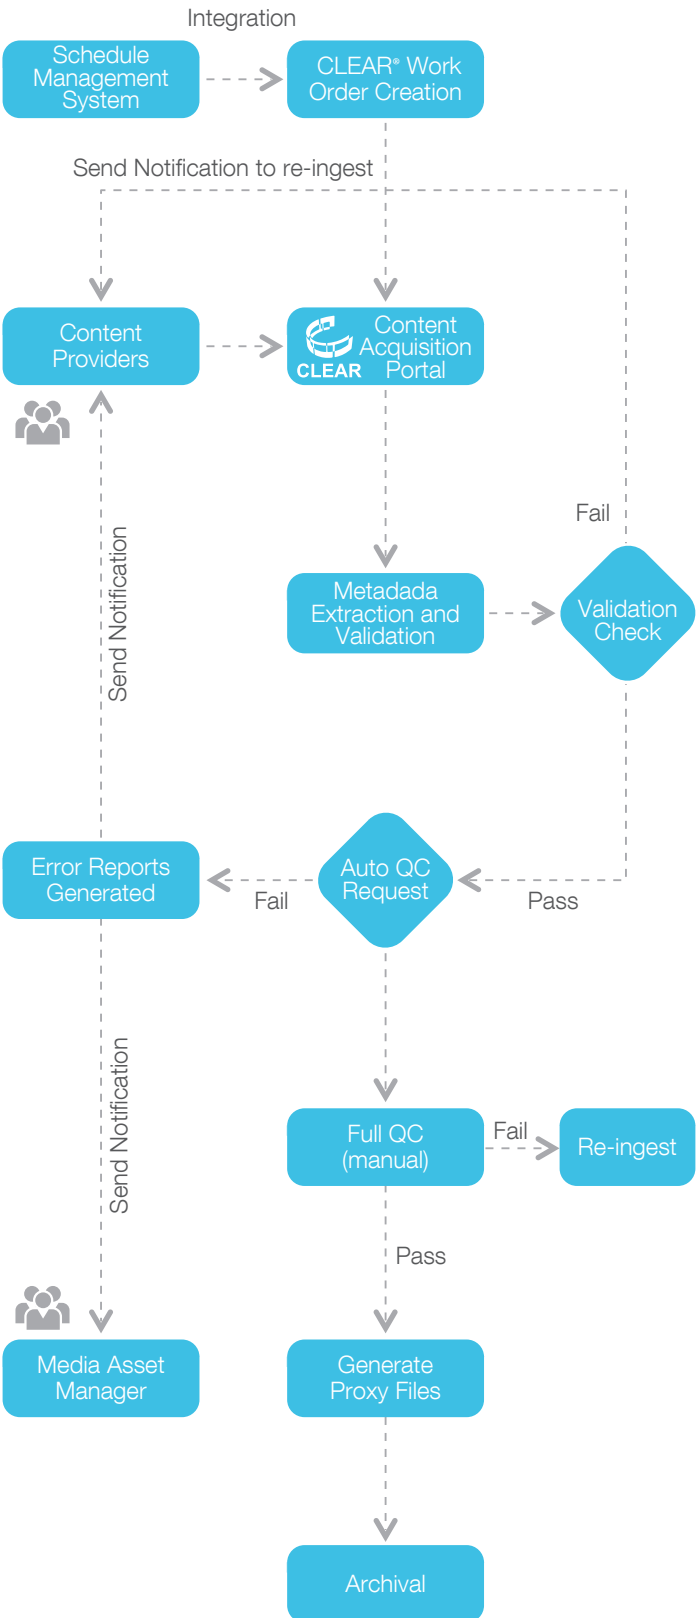 Integration
Schedule
Management
System
CLEAR® Work
Order Creation
Send Notification to re-ingest
Content
Providers
CLEAR
Content
Acquisition
Portal
Fail
Send Notification
Metadada
Extraction and
Validation
Validation
Check
Error Reports
Generated
Fail
Auto QC
Request
Pass
Send Notification
Full QC
(manual)
Fail
Re-ingest
Pass
Media Asset
Manager
Generate
Proxy Files
Archival